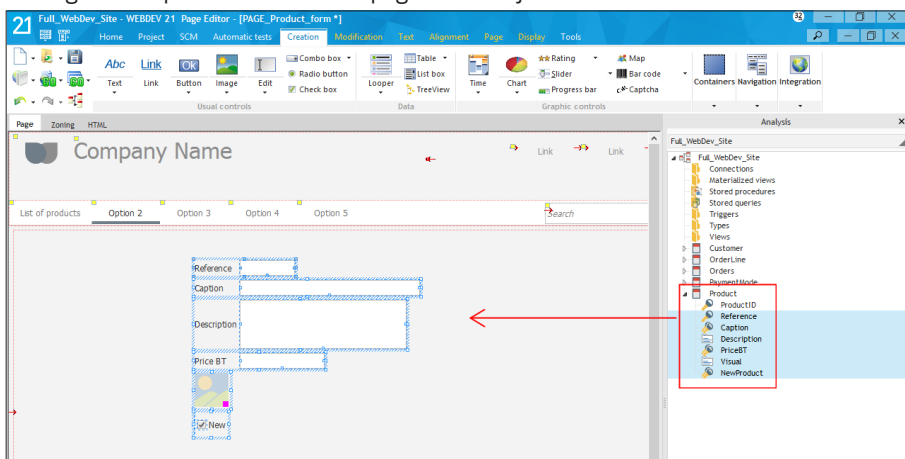 Full_WebDev_Site - WEBDEV 21  Page Editor - [PAGE_Product_form *]
21
32
Home Project SCM Automatic tests Creation Modification Text Alignment Page Display Tools
Abc Link OK Combo box Table Rating Map
Radio button List box Slider Bar code
Text Link Button Image Edit Check box Looper TreeView Time Chart Progress bar Captcha Containers Navigation Integration
Usual controls Data Graphic controls
Page Zoning HTML Analysis
Full_WebDev_Site
Company Name Link Link
Full_WebDev_Site
Connections
Materialized views
Stored procedures
Stored queries
List of products Option 2 Option 3 Option 4 Option 5 Search
Triggers
Types
Views
Customer
OrderLine
Orders
PaymentMode
Product
ProductID
Reference
Caption
Description
PriceBT
Visual
NewProduct
Reference
Caption
Description
Price BT
New